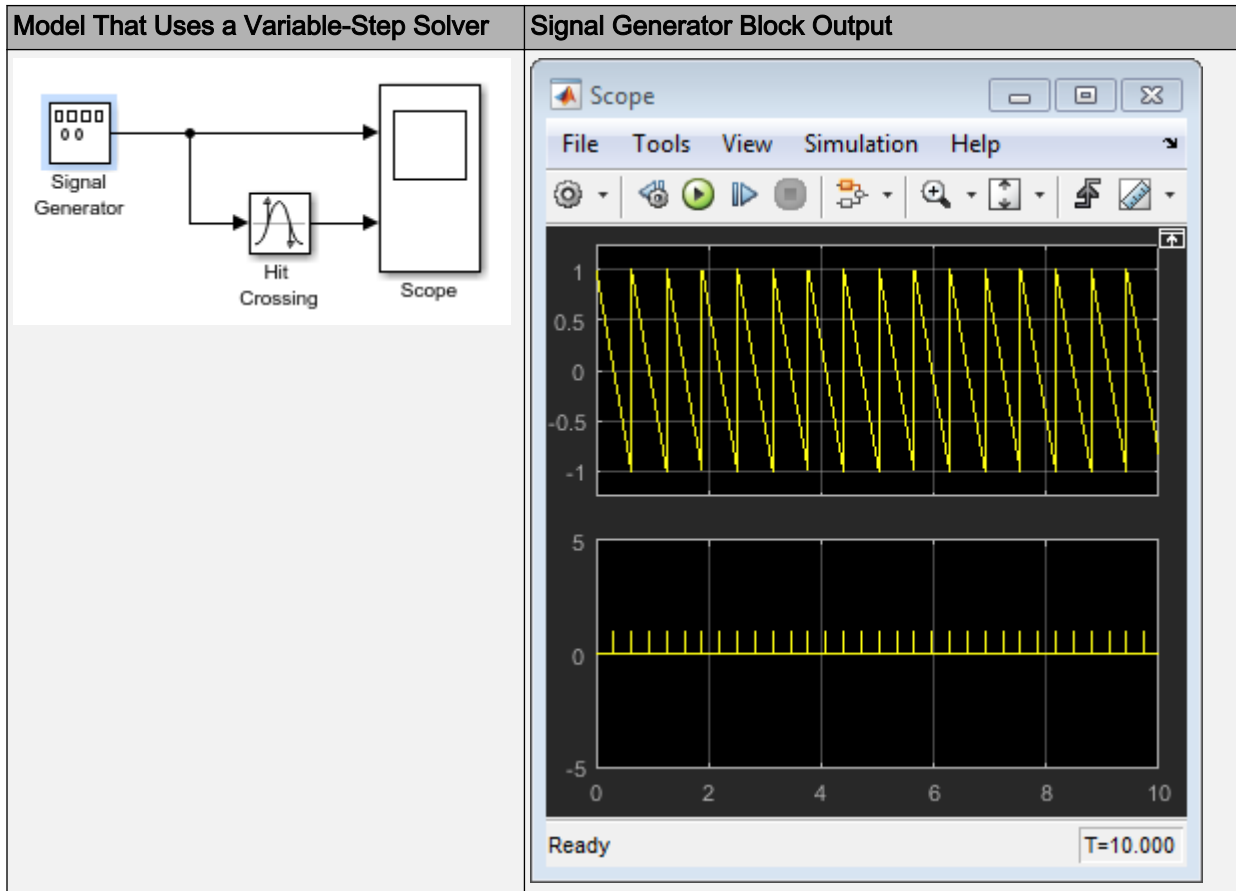 Model That Uses a Variable-Step Solver
Signal Generator Block Output
Signal
Generator
Hit
Crossing
Scope
Scope
File Tools View Simulation Help
1
0.5
0
-0.5
-1
5
0
-5
0 2 4 6 8 10
Ready
T=10.000